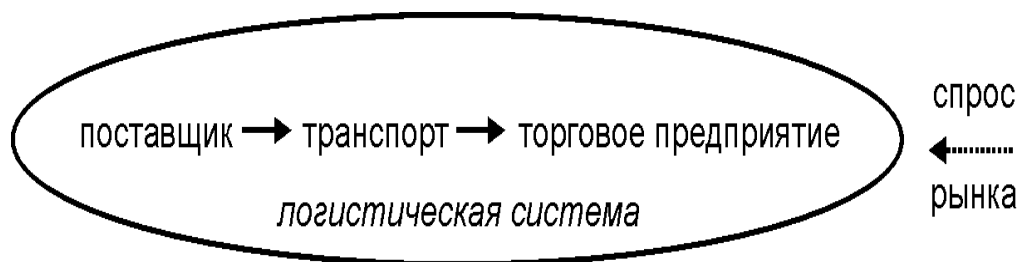 спрос
поставщик транспорт торговое предприятие
рынка
логистическая система